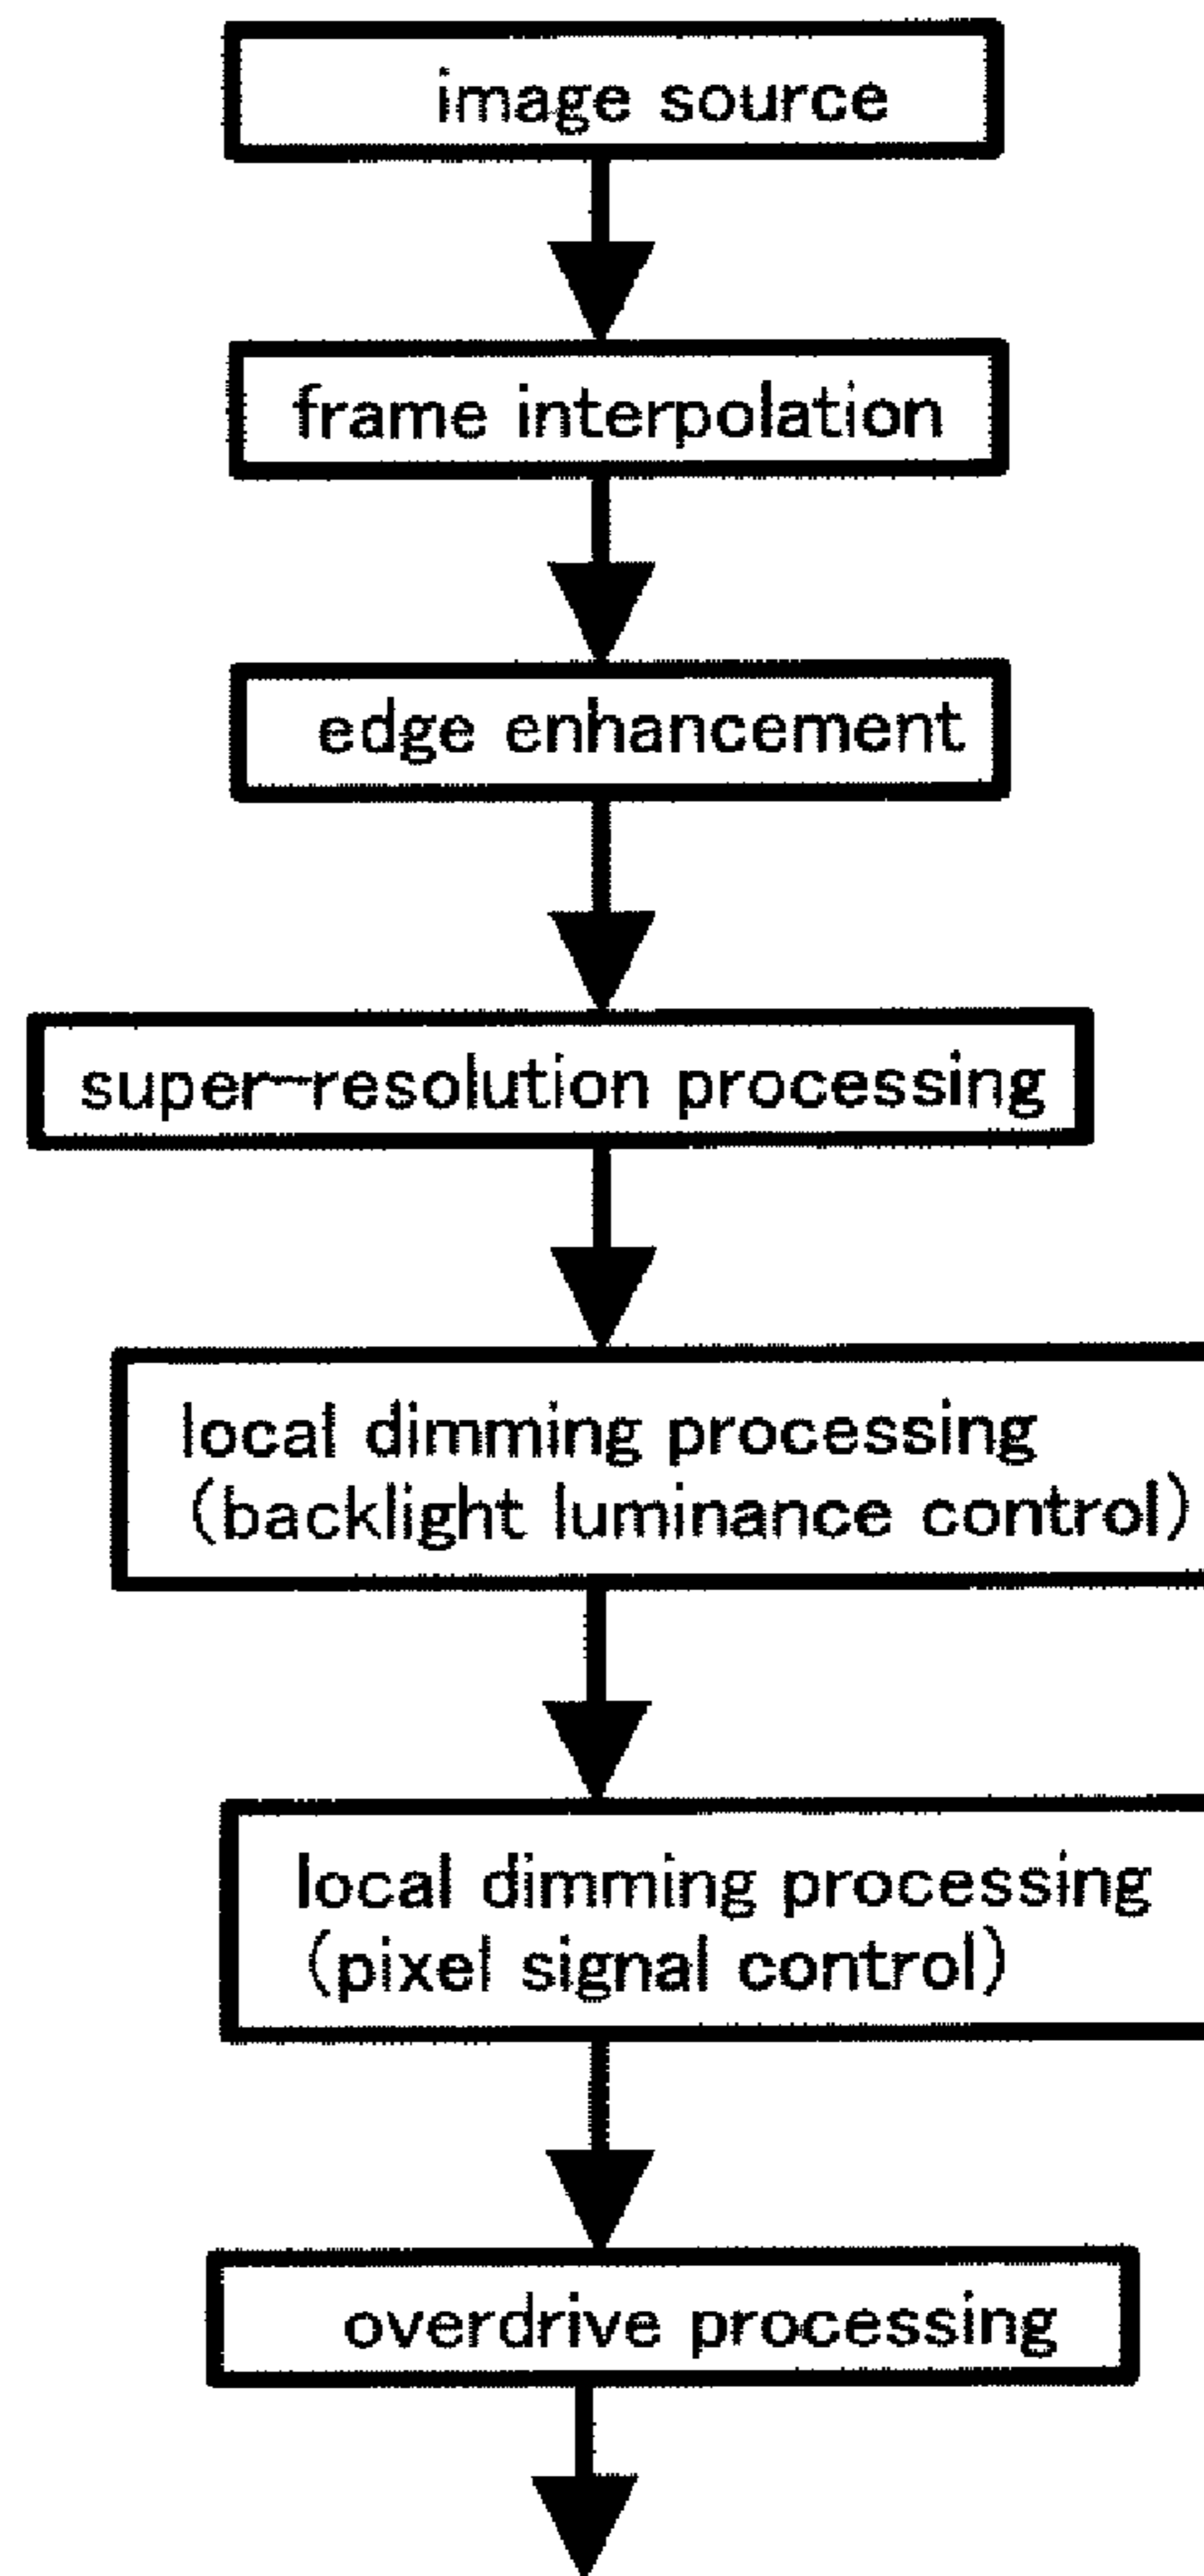 image source
frame interpolation
edge enhancement
super-resolution processing
local dimming processing
(backlight luminance control)
local dimming processing
(pixel signal control)
overdrive processing